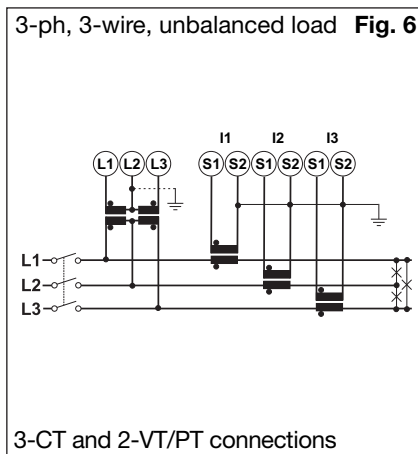 3-ph, 3-wire, unbalanced load Fig. 6
I1 I2 I3
L1 L2 L3 S1 S2 S1 S2 S1 S2
L1
L2
L3
3-CT and 2-VT/PT connections